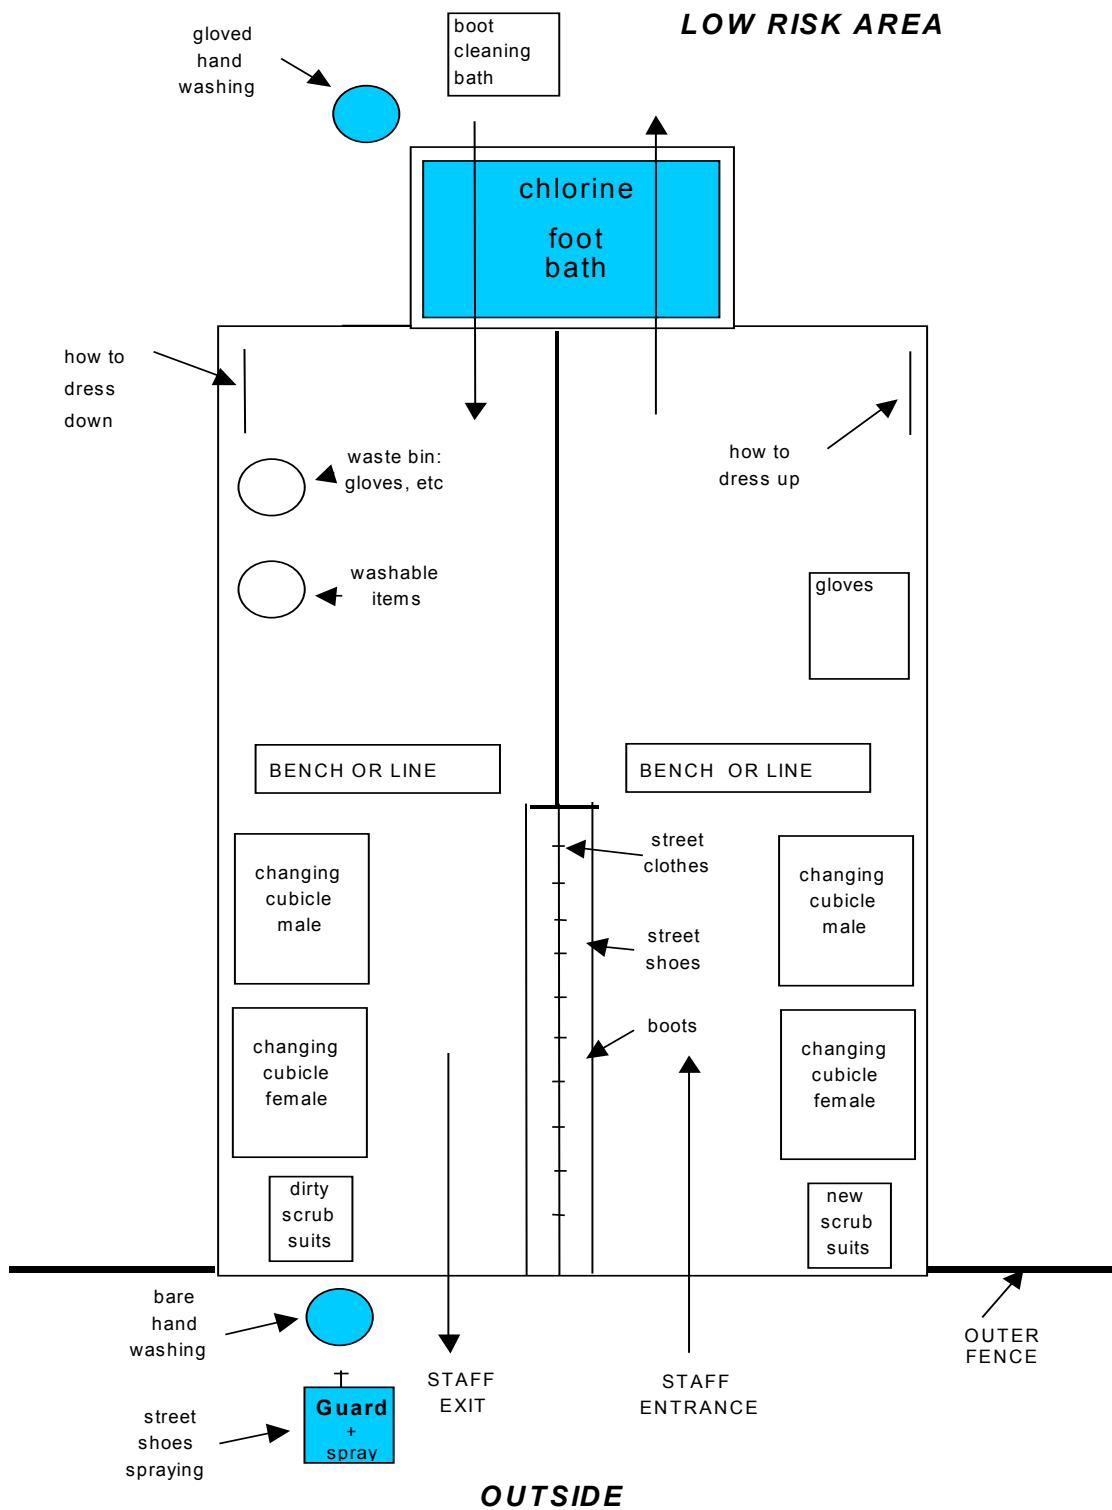 LOW RISK AREA
gloved
hand
washing
boot
cleaning
bath
chlorine
foot
bath
how to
dress
down
how to
dress up
waste bin:
gloves, etc
washable
items
gloves
BENCH OR LINE
BENCH OR LINE
street
clothes
changing
cubicle
male
changing
cubicle
male
street
shoes
boots
changing
cubicle
female
changing
cubicle
female
dirty
scrub
suits
new
scrub
suits
bare
hand
washing
OUTER
FENCE
STAFF
EXIT
STAFF
ENTRANCE
Guard
+
spray
street
shoes
spraying
OUTSIDE